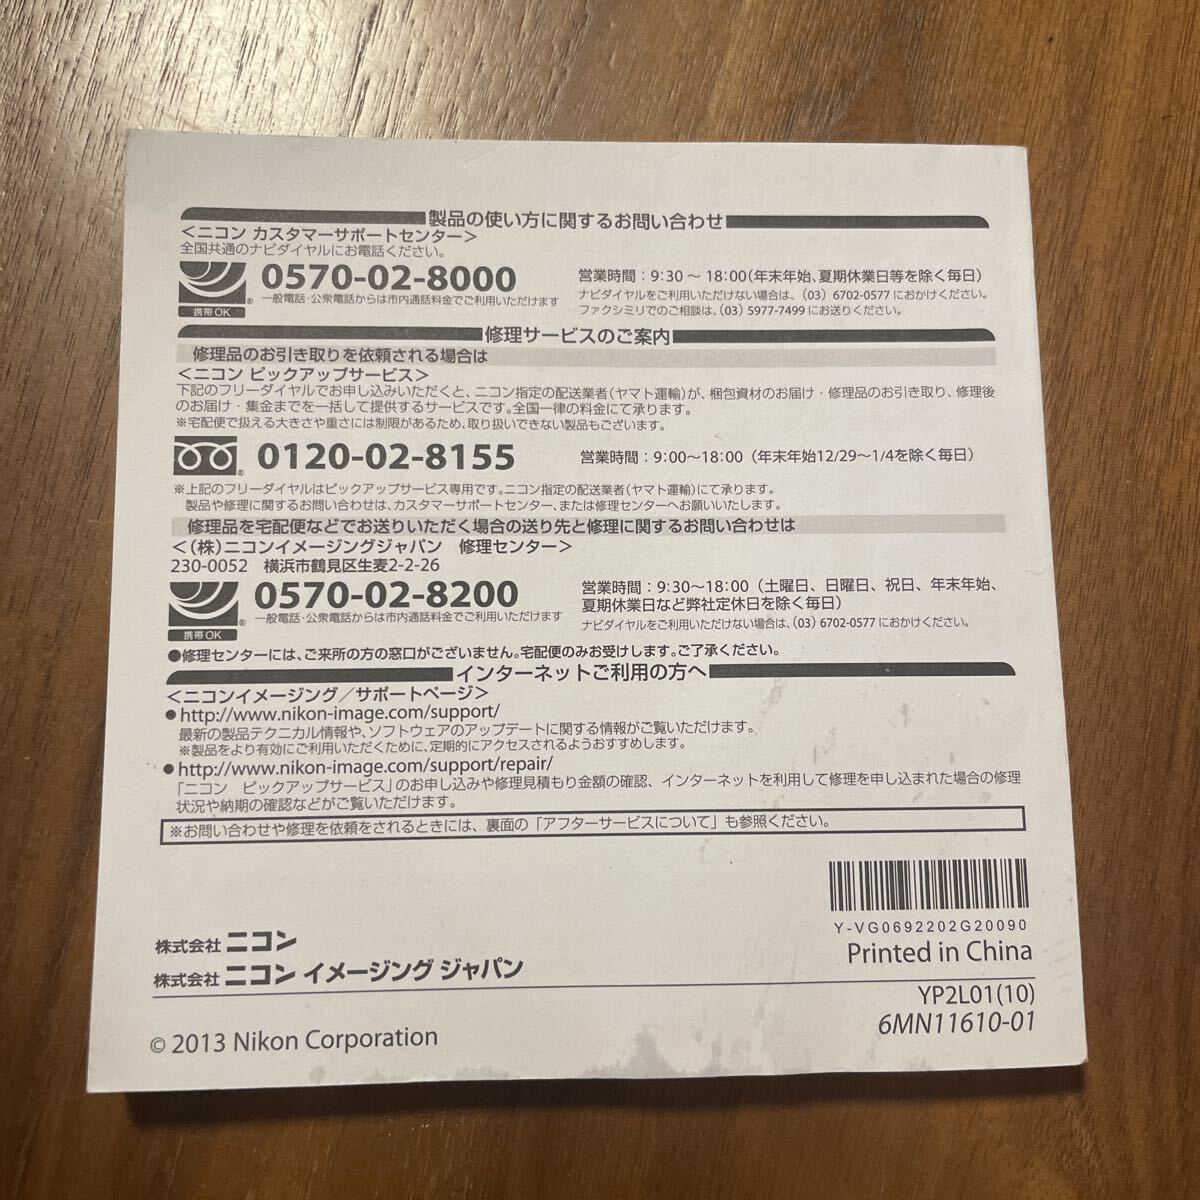 製品の使い方に関するお問い合わせ
<ニコン カスタマーサポートセンター>
全国共通のナビダイヤルにお電話ください。
0570-02-8000
営業時間:9:30~18:00(年末年始、夏期休業日等を除く毎日)
一般電話・公衆電話からは市内通話料金でご利用いただけます
ナビダイヤルをご利用いただけない場合は、(03) 6702-0577 におかけください。
携帯OK
ファクシミリでのご相談は、(03) 5977-7499 にお送りください。
修理サービスのご案内
修理品のお引き取りを依頼される場合は
<ニコン ピックアップサービス>
下記のフリーダイヤルでお申し込みいただくと、ニコン指定の配送業者(ヤマト運輸)が、梱包資材のお届け・修理品のお引き取り、修理後
のお届け・集金までを一括して提供するサービスです。全国一律の料金にて承ります。
※宅配便で扱える大きさや重さには制限があるため、取り扱いできない製品もございます。
0120-02-8155
営業時間:9:00~18:00(年末年始12/29~1/4を除く毎日)
※上記のフリーダイヤルはピックアップサービス専用です。ニコン指定の配送業者(ヤマト運輸)にて承ります。
製品や修理に関するお問い合わせは、カスタマーサポートセンター、または修理センターへお願いいたします。
修理品を宅配便などでお送りいただく場合の送り先と修理に関するお問い合わせは
<(株)ニコンイメージングジャパン 修理センター>
230-0052 横浜市鶴見区生麦2-2-26
0570-02-8200
営業時間:9:30~18:00(土曜日、日曜日、祝日、年末年始、
夏期休業日など弊社定休日を除く毎日)
一般電話・公衆電話からは市内通話料金でご利用いただけます
ナビダイヤルをご利用いただけない場合は、(03) 6702-0577 におかけください。
携帯OK
●修理センターには、ご来所の方の窓口がございません。宅配便のみお受けします。ご了承ください。
インターネットご利用の方へ
<ニコンイメージング/サポートページ>
●http://www.nikon-image.com/support/
最新の製品テクニカル情報や、ソフトウェアのアップデートに関する情報がご覧いただけます。
※製品をより有効にご利用いただくために、定期的にアクセスされるようおすすめします。
●http://www.nikon-image.com/support/repair/
「ニコン ピックアップサービス」のお申し込みや修理見積もり金額の確認、インターネットを利用して修理を申し込まれた場合の修理
状況や納期の確認などがご覧いただけます。
※お問い合わせや修理を依頼をされるときには、裏面の「アフターサービスについて」も参照ください。
Y-VG0692202G20090
Printed in China
株式会社 ニコン
株式会社 ニコン イメージング ジャパン
YP2L01(10)
6MN11610-01
© 2013 Nikon Corporation